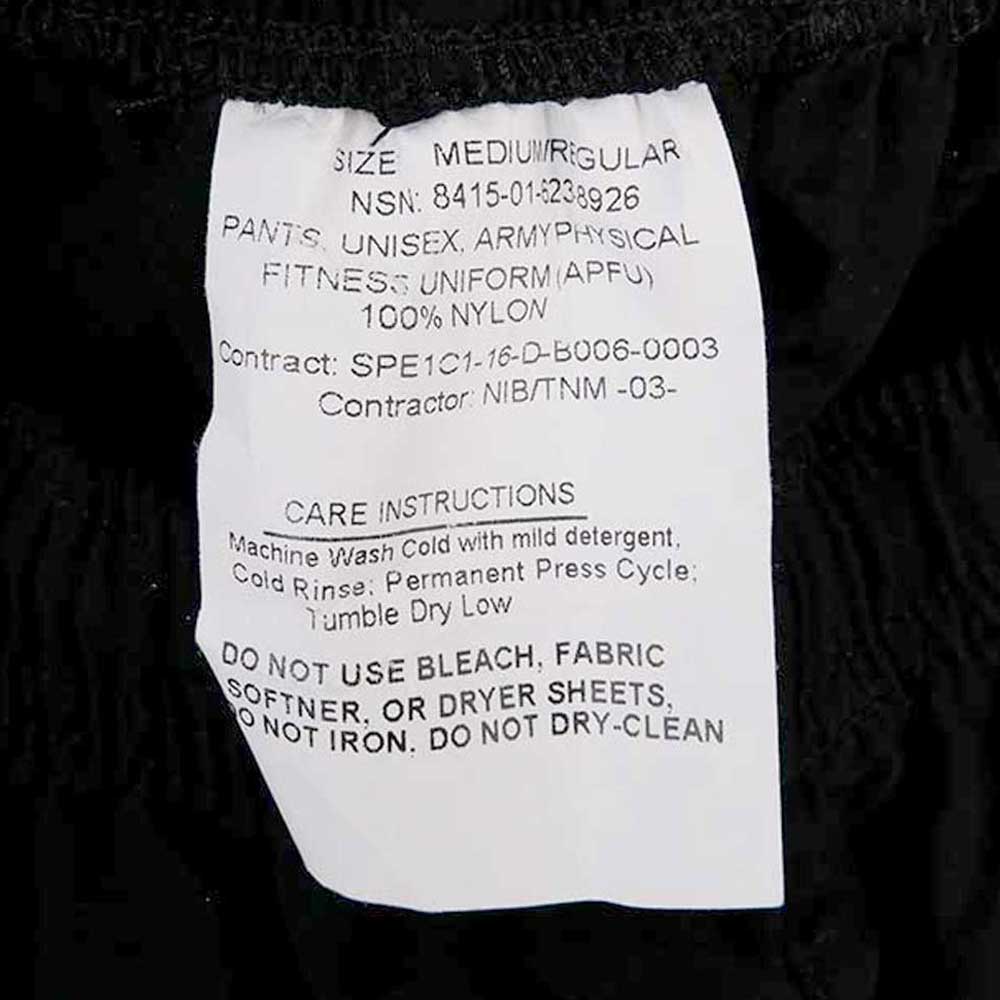 SIZE MEDIUM/REGULAR
NSN: 8415-01-6238926
PANTS, UNISEX, ARMYPHYSICAL
FITNESS UNIFORM (APFU)
100% NYLON
Contract: SPE1C1-16-D-B006-0003
Contractor: NIB/TNM -03-
CARE INSTRUCTIONS
Machine Wash Cold with mild detergent,
Cold Rinse; Permanent Press Cycle;
Tumble Dry Low
DO NOT USE BLEACH, FABRIC
SOFTNER, OR DRYER SHEETS,
DO NOT IRON. DO NOT DRY-CLEAN